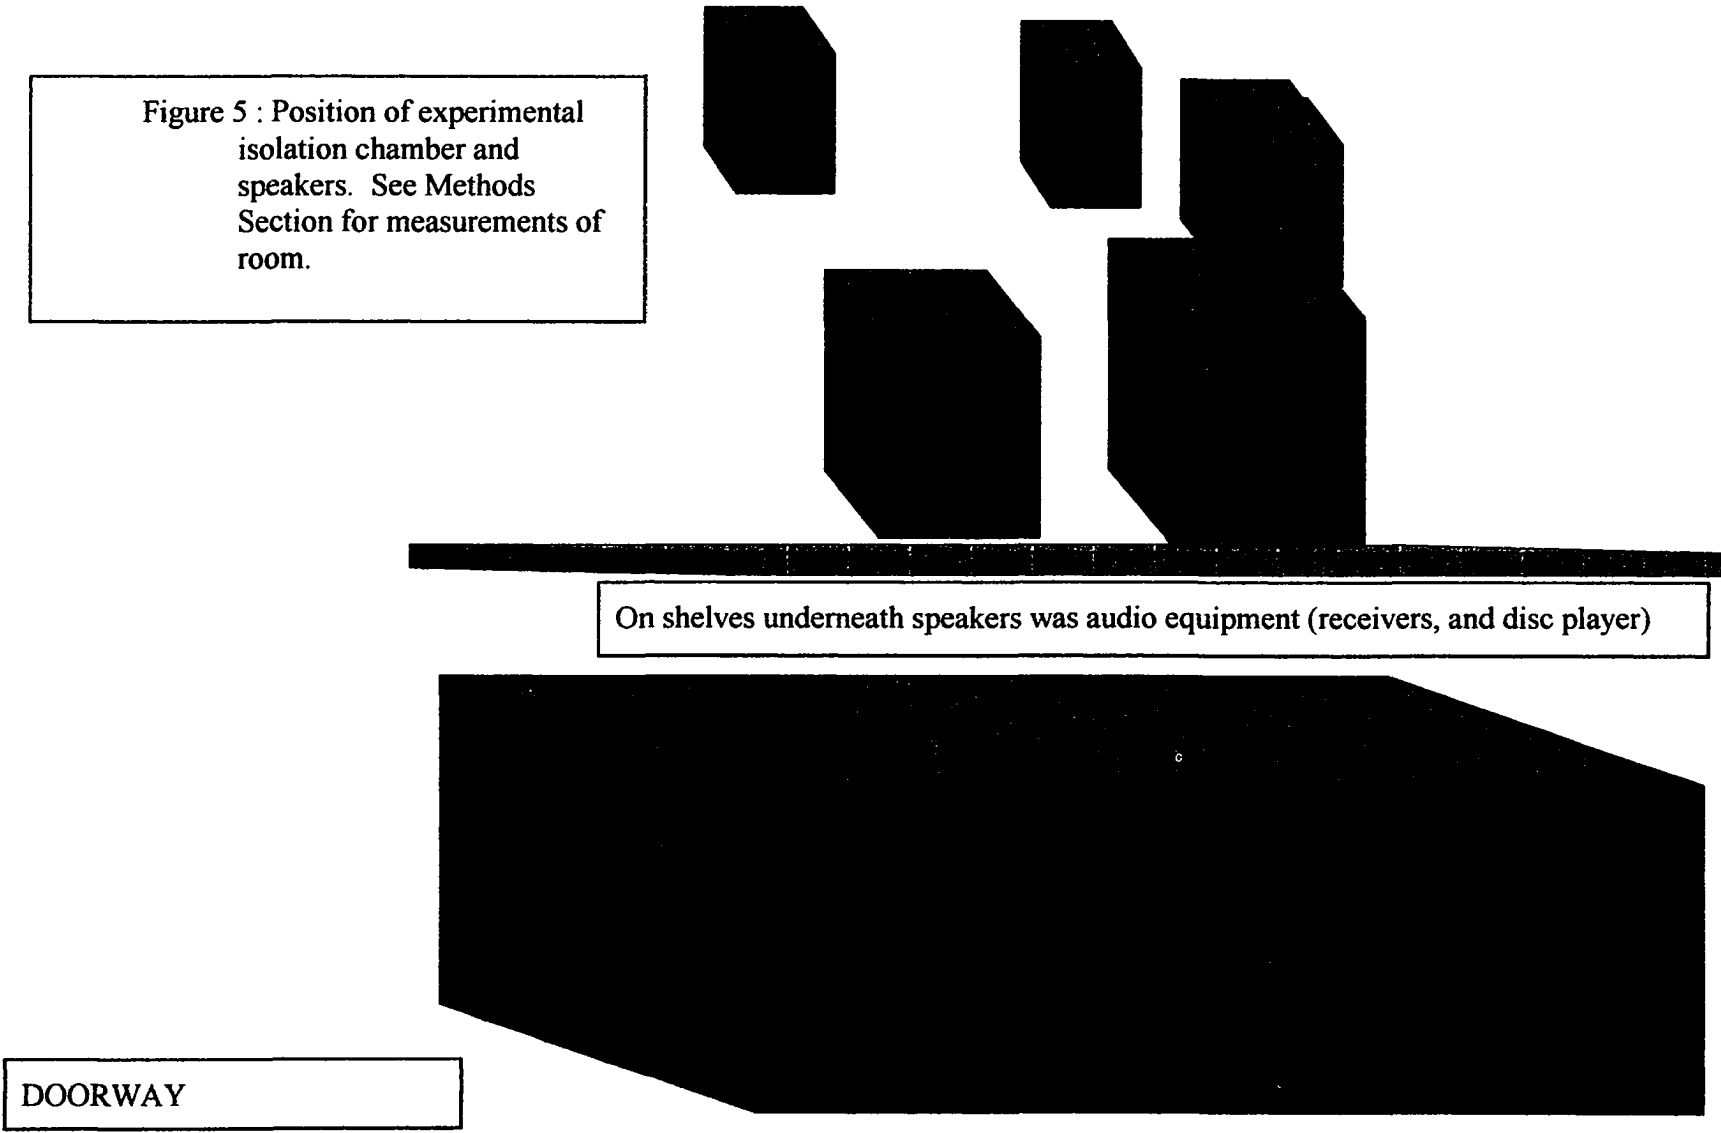 Figure 5 : Position of experimental
isolation chamber and
speakers. See Methods
Section for measurements of
room.
On shelves underneath speakers was audio equipment (receivers, and disc player)
DOORWAY